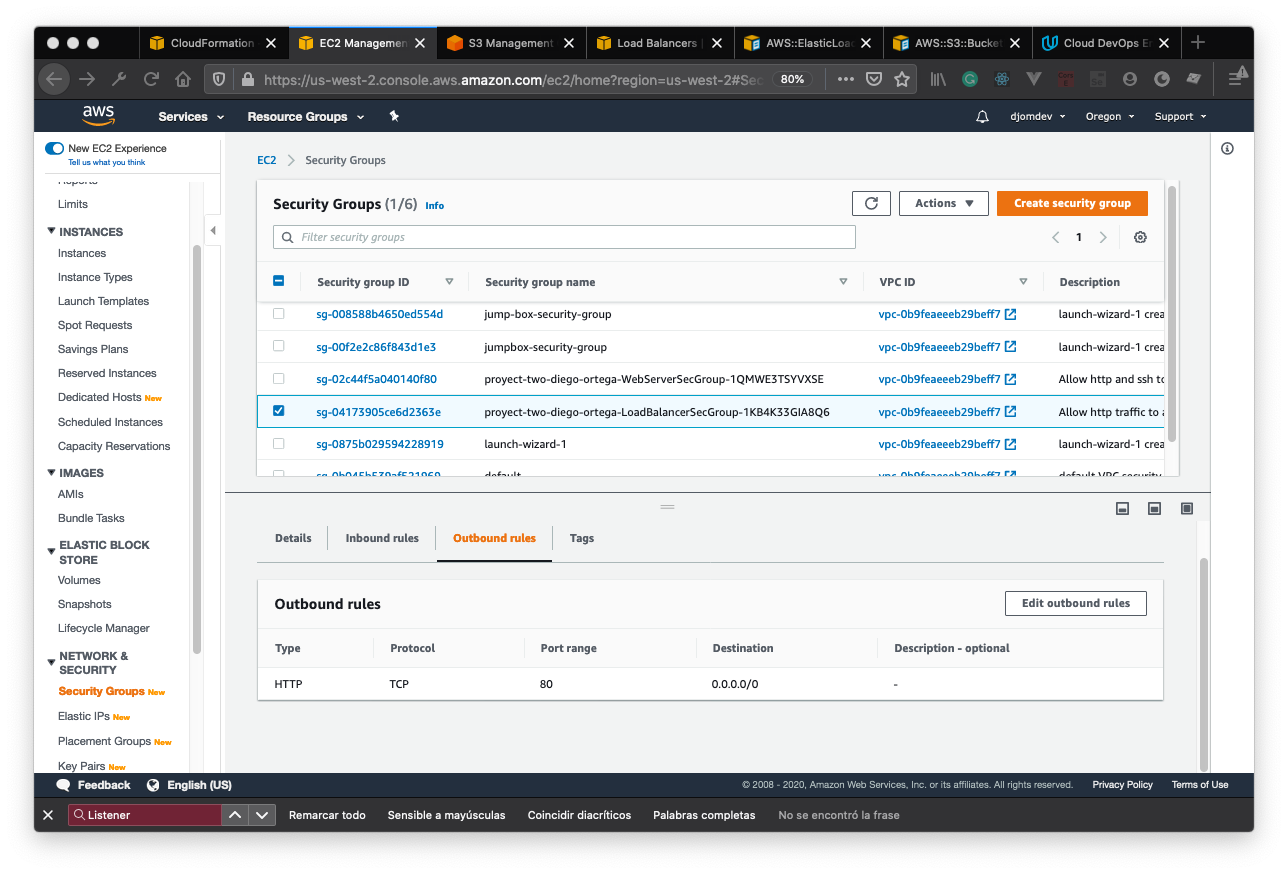 CloudFormation
EC2 Managemen
S3 Management
Load Balancers |
AWS::ElasticLoa
AWS::S3::Bucket
Cloud DevOps E
https://us-west-2.console.aws.amazon.com/ec2/home?region=us-west-2#Sec
80%
aws
Services
Resource Groups
djomdev
Oregon
Support
New EC2 Experience
Tell us what you think
Reports
Limits
INSTANCES
Instances
Instance Types
Launch Templates
Spot Requests
Savings Plans
Reserved Instances
Dedicated Hosts New
Scheduled Instances
Capacity Reservations
IMAGES
AMIs
Bundle Tasks
ELASTIC BLOCK
STORE
Volumes
Snapshots
Lifecycle Manager
NETWORK &
SECURITY
Security Groups New
Elastic IPs New
Placement Groups New
Key Pairs New
EC2 > Security Groups
Security Groups (1/6) Info
Actions
Create security group
Filter security groups
1
Security group ID Security group name VPC ID Description
sg-008588b4650ed554d jump-box-security-group vpc-0b9feaeeeb29beff7 launch-wizard-1 crea
sg-00f2e2c86f843d1e3 jumpbox-security-group vpc-0b9feaeeeb29beff7 launch-wizard-1 crea
sg-02c44f5a040140f80 proyect-two-diego-ortega-WebServerSecGroup-1QMWE3TSYVXSE vpc-0b9feaeeeb29beff7 Allow http and ssh to
sg-04173905ce6d2363e proyect-two-diego-ortega-LoadBalancerSecGroup-1KB4K33GIA8Q6 vpc-0b9feaeeeb29beff7 Allow http traffic to a
sg-0875b029594228919 launch-wizard-1 vpc-0b9feaeeeb29beff7 launch-wizard-1 crea
default vpc-0b9feaeeeb29beff7 default VPC security
Details
Inbound rules
Outbound rules
Tags
Outbound rules
Edit outbound rules
Type Protocol Port range Destination Description - optional
HTTP TCP 80 0.0.0.0/0 -
Feedback
English (US)
© 2008 - 2020, Amazon Web Services, Inc. or its affiliates. All rights reserved.
Privacy Policy
Terms of Use
Listener
Remarcar todo
Sensible a mayúsculas
Coincidir diacríticos
Palabras completas
No se encontró la frase